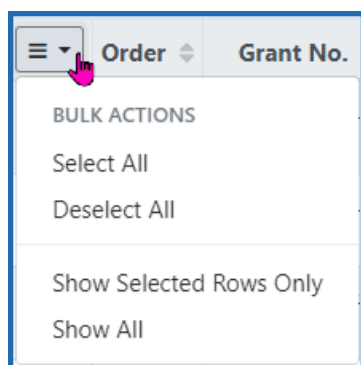 Order Grant No.
BULK ACTIONS
Select All
Deselect All
Show Selected Rows Only
Show All